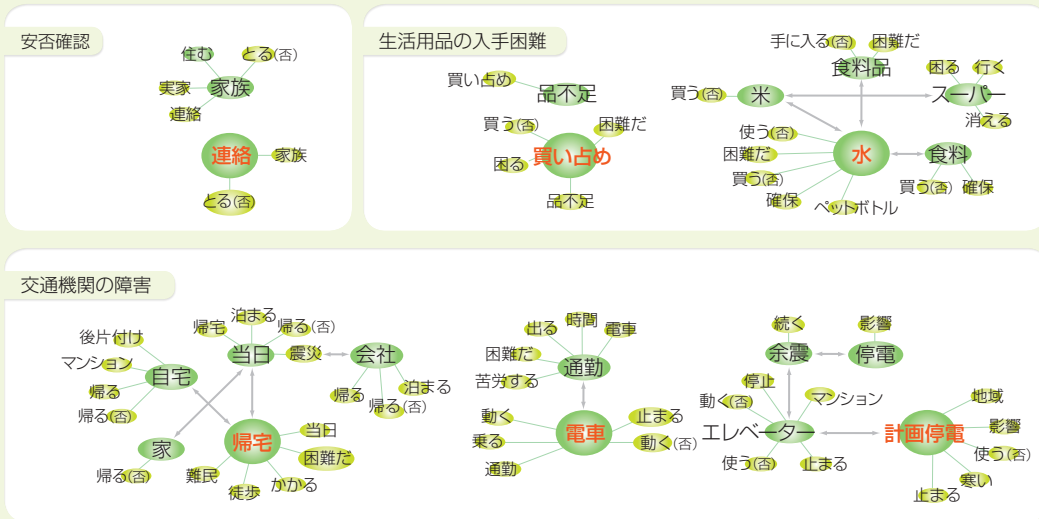 安否確認
住む
とる(否)
実家
家族
連絡
連絡
家族
とる(否)
生活用品の入手困難
買い占め
品不足
買う(否)
困難だ
困る
買い占め
品不足
手に入る(否)
困難だ
食料品
困る
行く
買う(否)
米
スーパー
消える
使う(否)
困難だ
水
食料
買う(否)
確保
ペットボトル
買う(否)
確保
交通機関の障害
後片付け
マンション
自宅
帰る
帰る(否)
帰宅
泊まる
帰る(否)
当日
震災
会社
帰る
帰る(否)
泊まる
家
帰る(否)
帰宅
当日
困難だ
難民
徒歩
かかる
出る
時間
電車
困難だ
通勤
苦労する
動く
電車
止まる
乗る
動く(否)
通勤
続く
影響
余震
停電
停止
マンション
動く(否)
エレベーター
使う(否)
止まる
計画停電
地域
影響
使う(否)
寒い
止まる